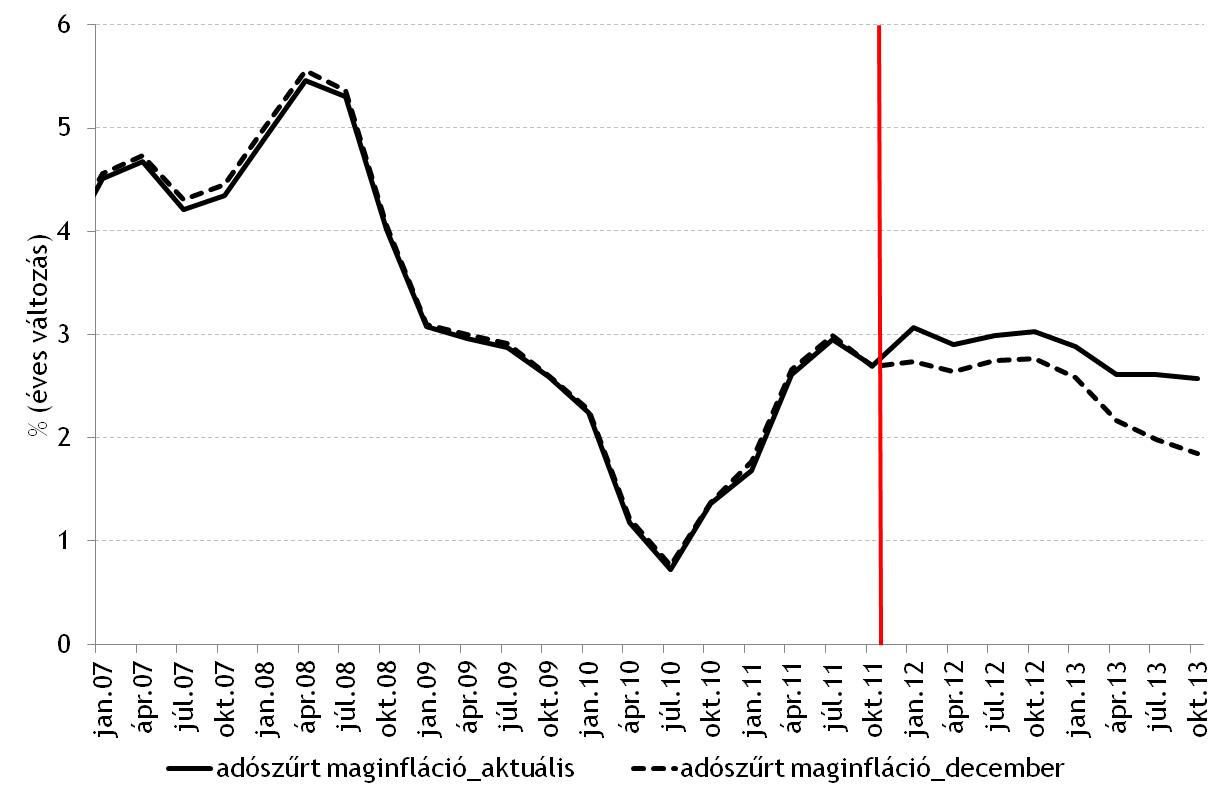 6
5
4
3
2
1
0
% (éves változás)
jan.07
ápr.07
júl.07
okt.07
jan.08
ápr.08
júl.08
okt.08
jan.09
ápr.09
júl.09
okt.09
jan.10
ápr.10
júl.10
okt.10
jan.11
ápr.11
júl.11
okt.11
jan.12
ápr.12
júl.12
okt.12
jan.13
ápr.13
júl.13
okt.13
adószűrt maginfláció_aktuális
adószűrt maginfláció_december